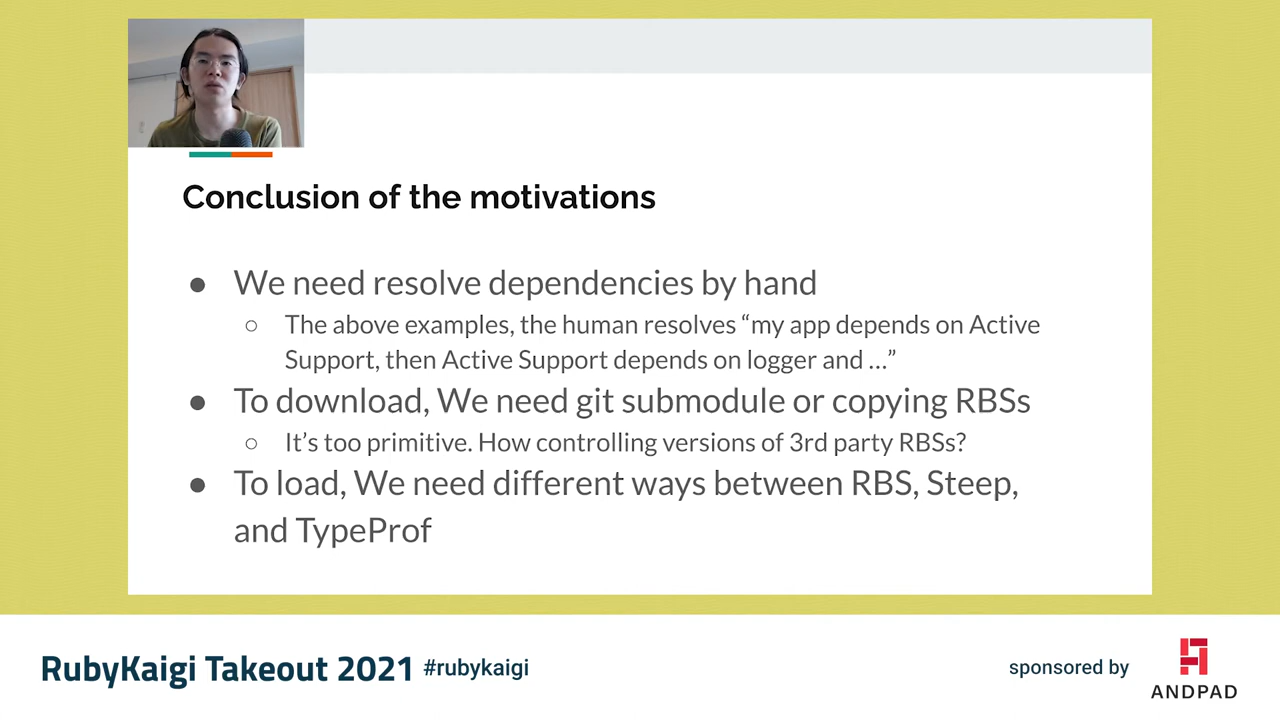 Conclusion of the motivations
● We need resolve dependencies by hand
○ The above examples, the human resolves “my app depends on Active
Support, then Active Support depends on logger and ...”
● To download, We need git submodule or copying RBSs
○ It’s too primitive. How controlling versions of 3rd party RBSs?
● To load, We need different ways between RBS, Steep,
and TypeProf
RubyKaigi Takeout 2021 #rubykaigi
sponsored by
ANDPAD